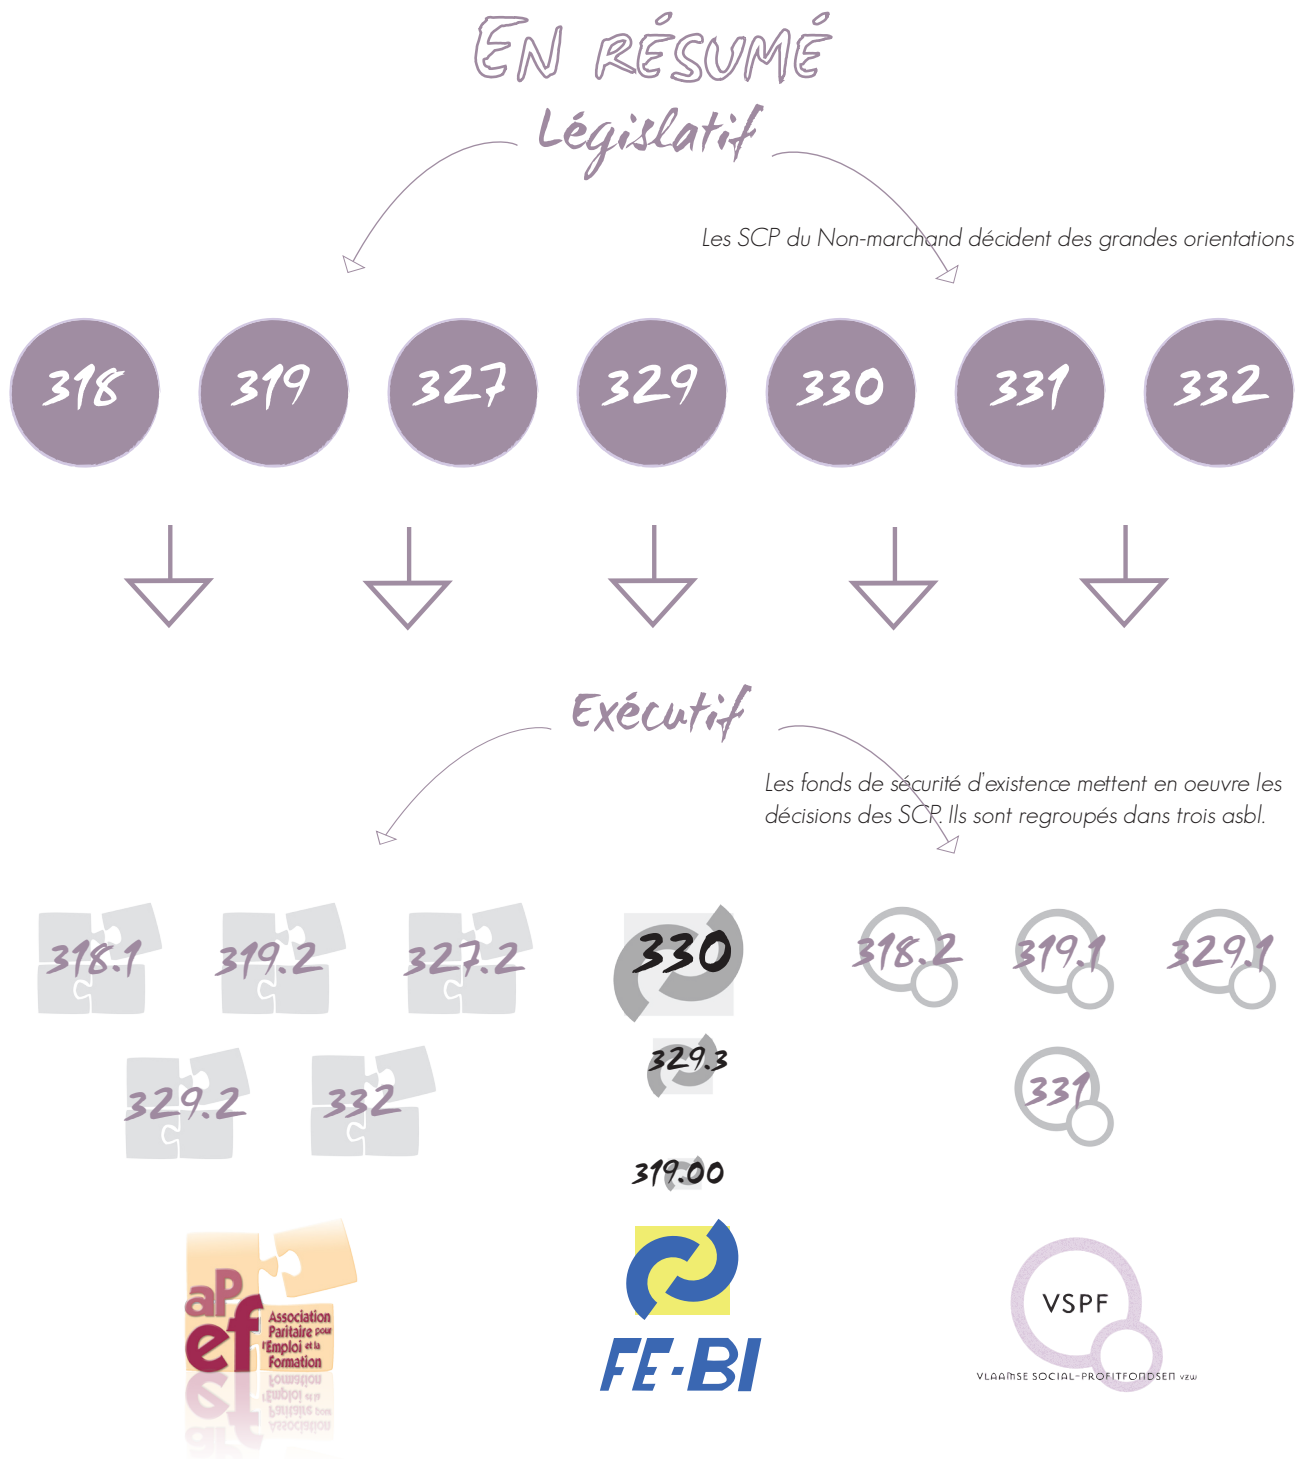 EN RÉSUMÉ
Législatif
Les SCP du Non-marchand décident des grandes orientations
318 319 327 329 330 331 332
Exécutif
Les fonds de sécurité d'existence mettent en oeuvre les
décisions des SCP. Ils sont regroupés dans trois asbl.
318.1 319.2 327.2 330 318.2 319.1 329.1
329.2 332 329.3 331
319.00
aPef
Association
Paritaire pour
l'Emploi et la
Formation
FE-BI
VSPF
VLAAMSE SOCIAL-PROFITFONDSEN vzw